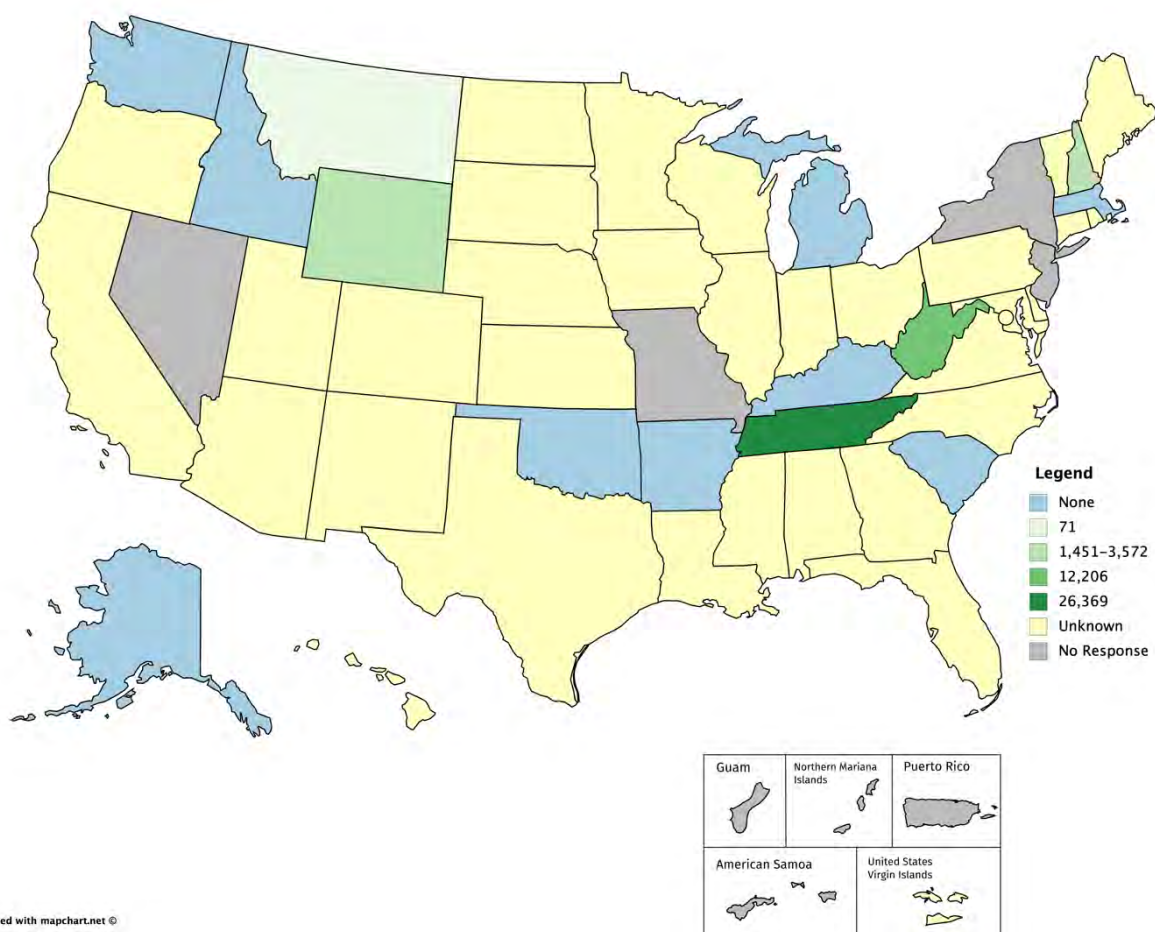 Legend
None
71
1,451–3,572
12,206
26,369
Unknown
No Response
Guam
Northern Mariana
Islands
Puerto Rico
American Samoa
United States
Virgin Islands
ed with mapchart.net ©